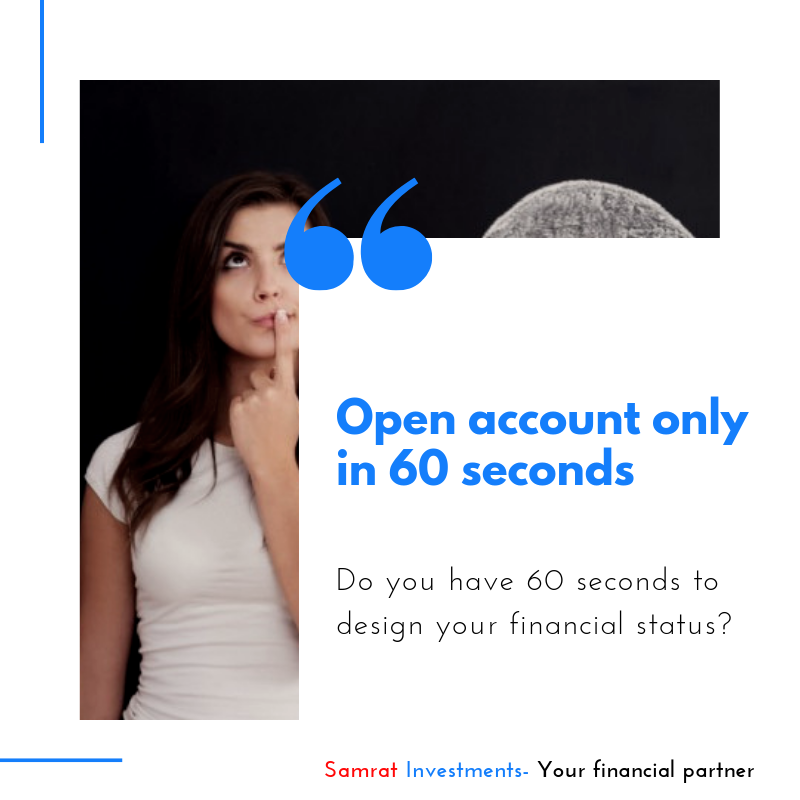 “
Open account only
in 60 seconds
Do you have 60 seconds to
design your financial status?
Samrat Investments- Your financial partner